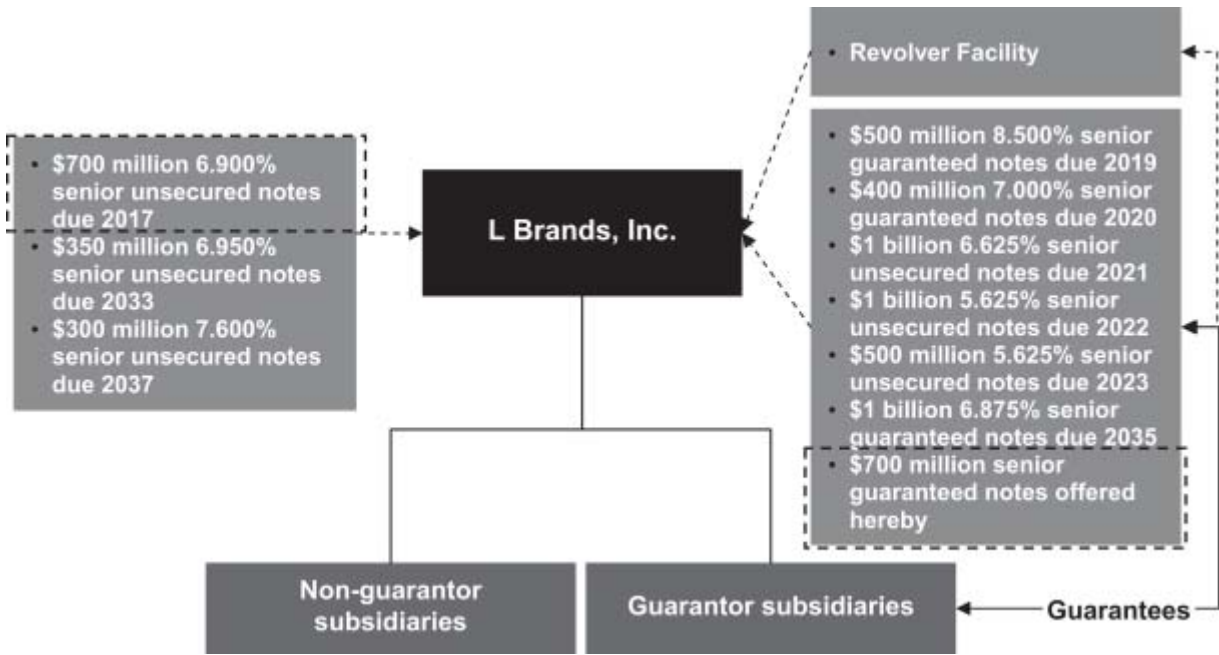 • Revolver Facility
• $700 million 6.900%
senior unsecured notes
due 2017
• $350 million 6.950%
senior unsecured notes
due 2033
• $300 million 7.600%
senior unsecured notes
due 2037
L Brands, Inc.
• $500 million 8.500% senior
guaranteed notes due 2019
• $400 million 7.000% senior
guaranteed notes due 2020
• $1 billion 6.625% senior
unsecured notes due 2021
• $1 billion 5.625% senior
unsecured notes due 2022
• $500 million 5.625% senior
unsecured notes due 2023
• $1 billion 6.875% senior
guaranteed notes due 2035
• $700 million senior
guaranteed notes offered
hereby
Non-guarantor
subsidiaries
Guarantor subsidiaries
Guarantees